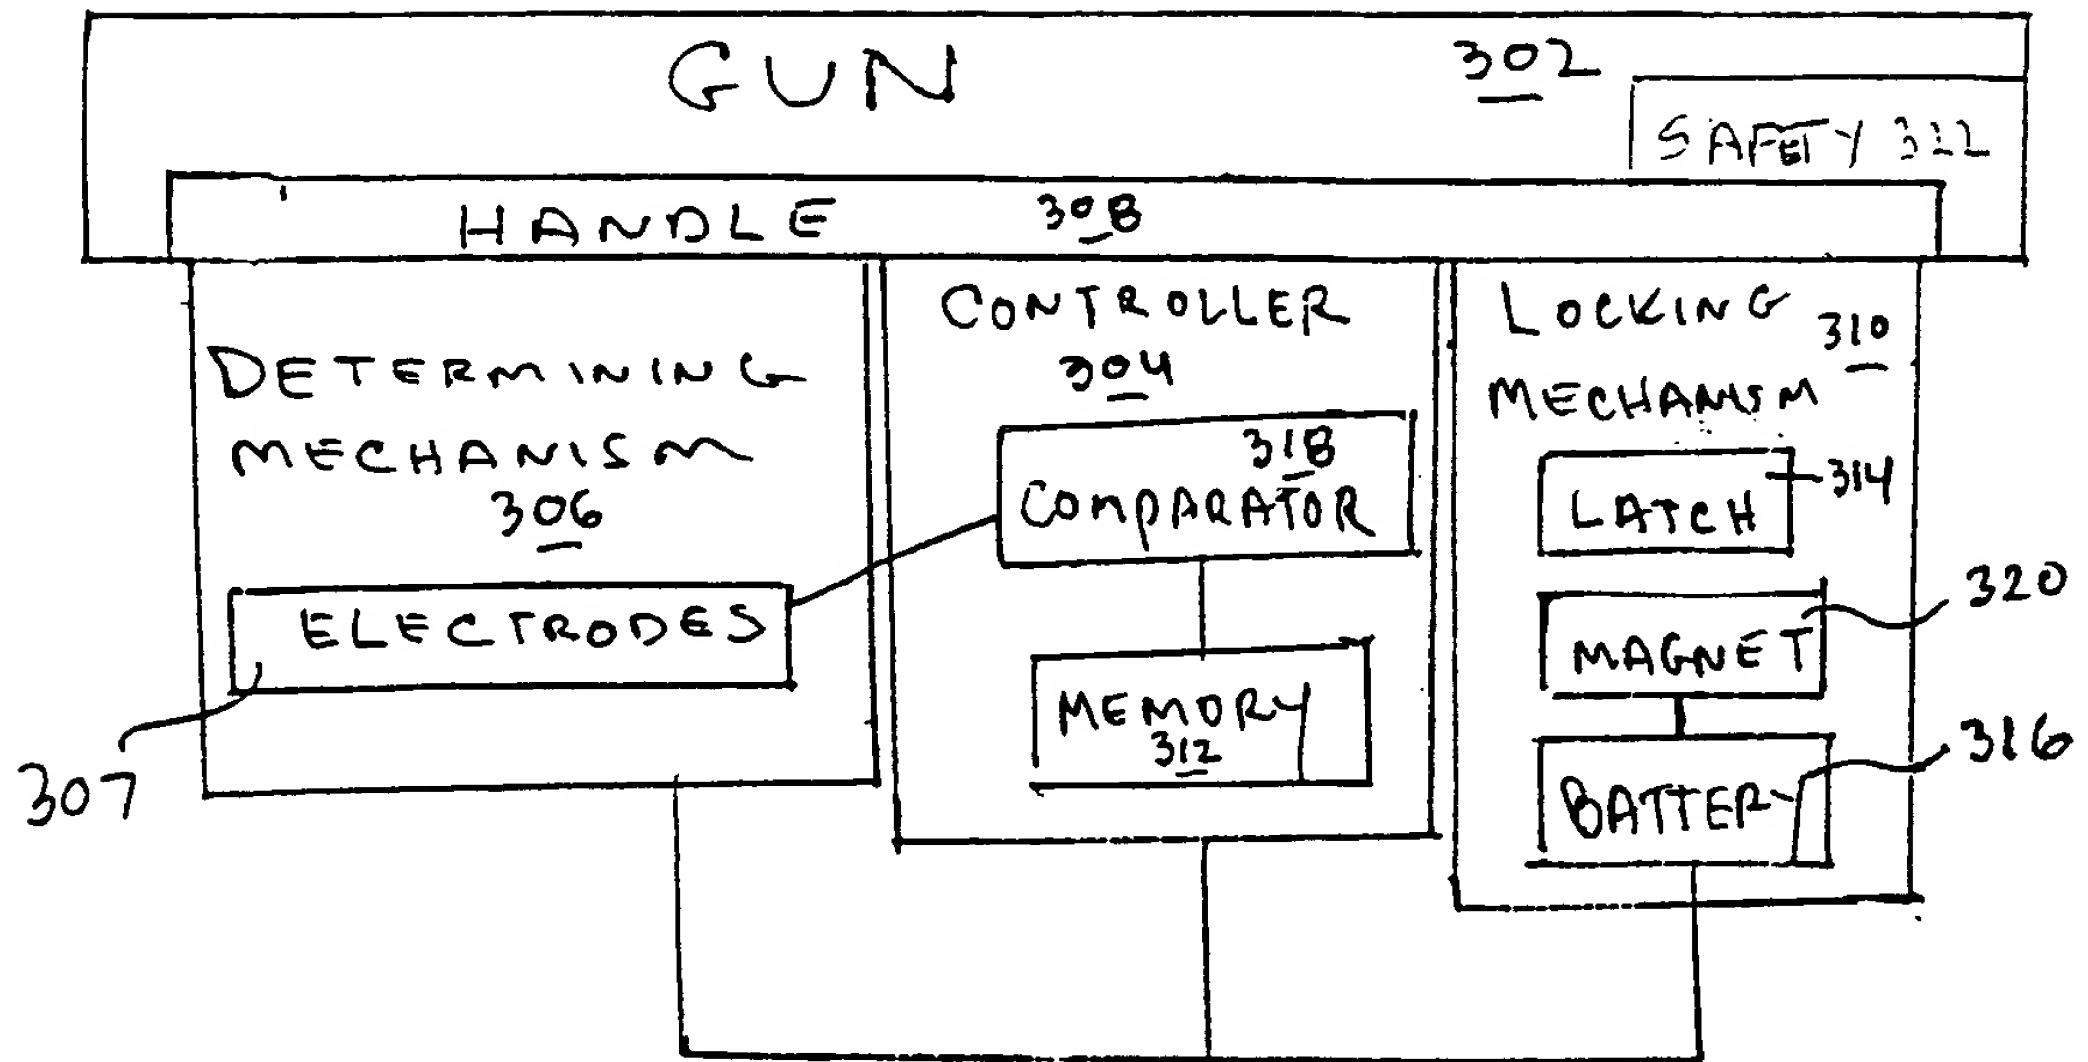 GUN 302
SAFETY 322
HANDLE 308
DETERMINING
MECHANISM
306
ELECTRODES
307
CONTROLLER
304
318
COMPARATOR
MEMORY
312
LOCKING
310
MECHANISM
LATCH 314
320
MAGNET
316
BATTERY